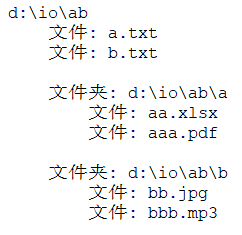 d:\io\ab
文件: a.txt
文件: b.txt
文件夹: d:\io\ab\a
文件: aa.xlsx
文件: aaa.pdf
文件夹: d:\io\ab\b
文件: bb.jpg
文件: bbb.mp3